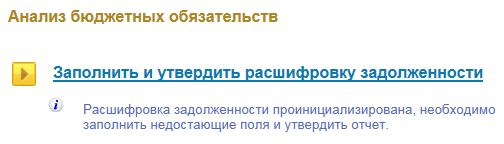 Анализ бюджетных обязательств
Заполнить и утвердить расшифровку задолженности
Расшифровка задолженности проинициализирована, необходимо
заполнить недостающие поля и утвердить отчет.